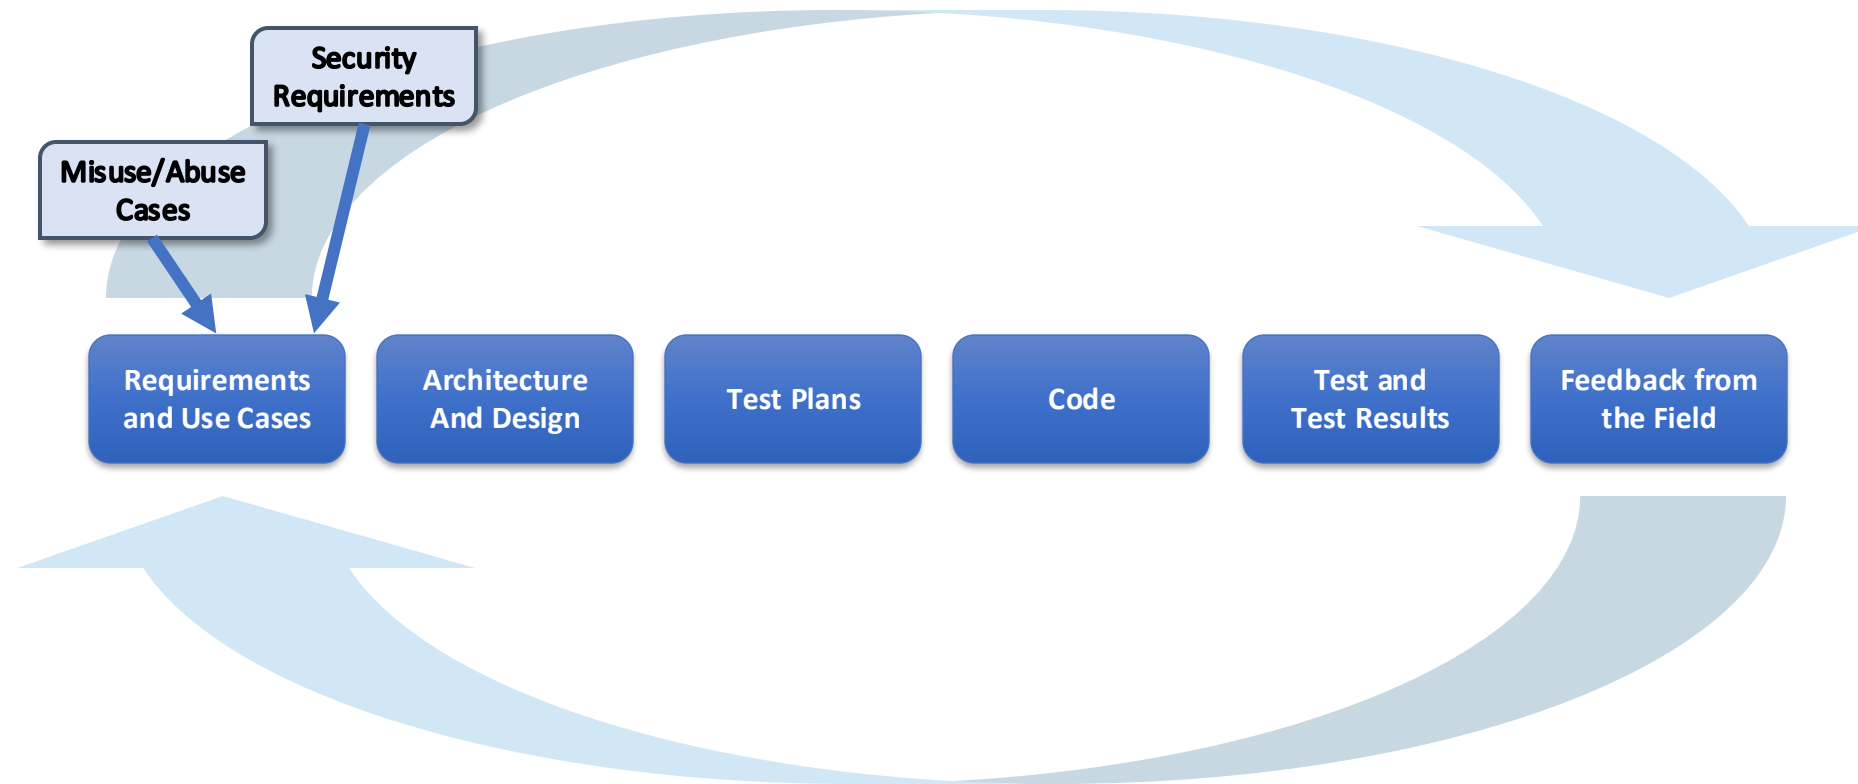 Security
Requirements
Misuse/Abuse
Cases
Requirements
and Use Cases
Architecture
And Design
Test Plans
Code
Test and
Test Results
Feedback from
the Field